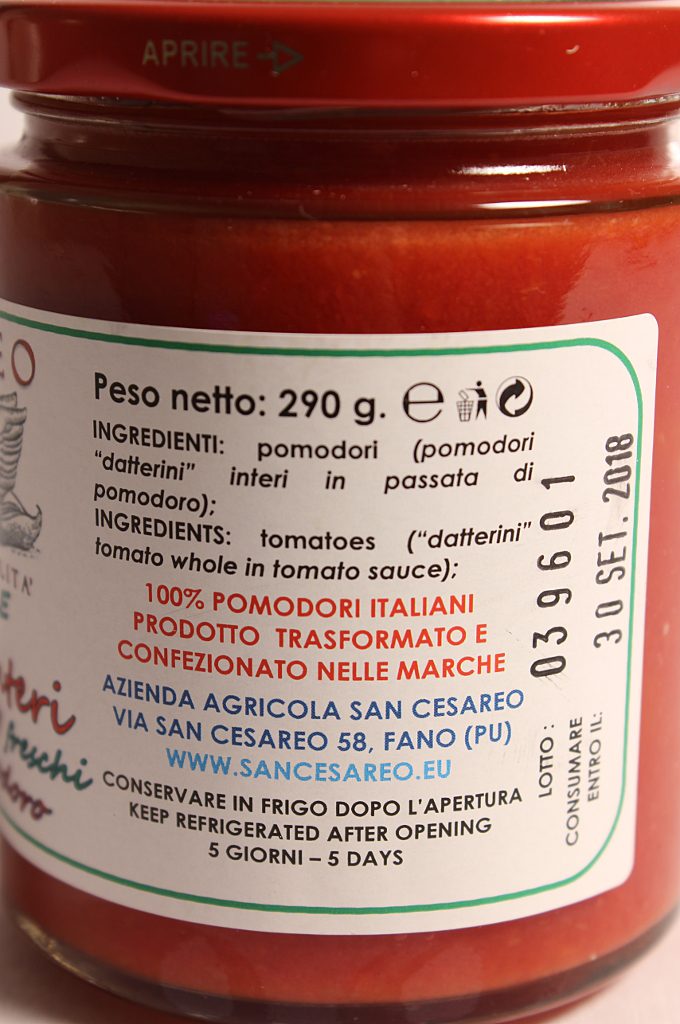 APRIRE
Peso netto: 290 g. e
INGREDIENTI: pomodori (pomodori
"datterini" interi in passata di
pomodoro);
INGREDIENTS: tomatoes ("datterini"
tomato whole in tomato sauce);
100% POMODORI ITALIANI
PRODOTTO TRASFORMATO E
CONFEZIONATO NELLE MARCHE
AZIENDA AGRICOLA SAN CESAREO
VIA SAN CESAREO 58, FANO (PU)
WWW.SANCESAREO.EU
CONSERVARE IN FRIGO DOPO L'APERTURA
KEEP REFRIGERATED AFTER OPENING
5 GIORNI – 5 DAYS
LOTTO : 039601
CONSUMARE
ENTRO IL: 30 SET. 2018
freschi